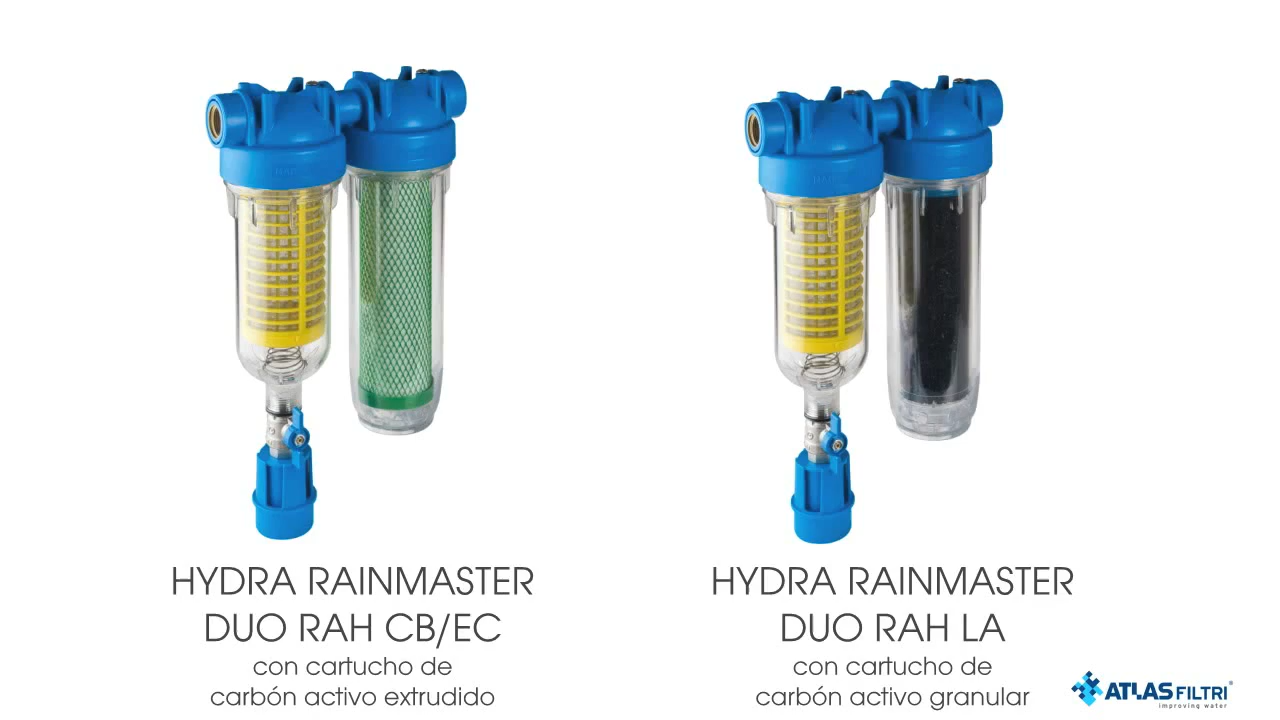 HYDRA RAINMASTER
DUO RAH CB/EC
con cartucho de
carbón activo extrudido
HYDRA RAINMASTER
DUO RAH LA
con cartucho de
carbón activo granular
ATLAS FILTRI®
improving water